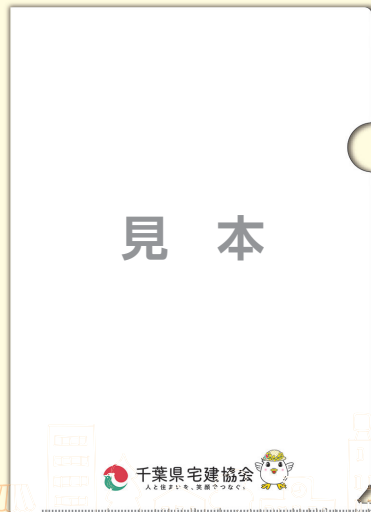 見 本
千葉県宅建協会
人と住まいを、笑顔でつなぐ。